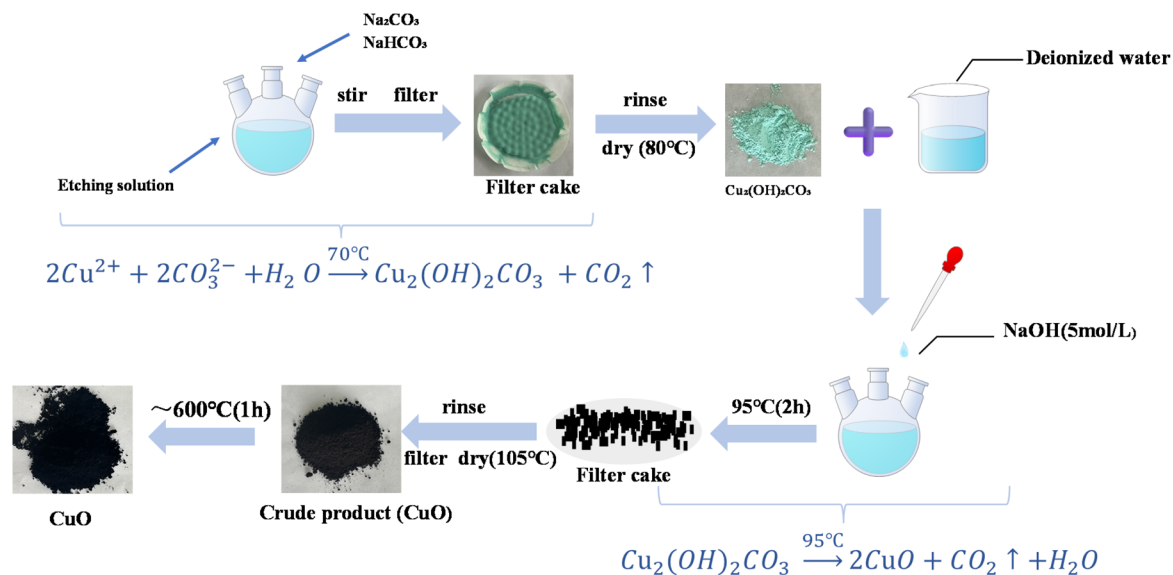 Na₂CO₃
NaHCO₃
Etching solution
stir filter
Filter cake
rinse
dry (80℃)
Cu₂(OH)₂CO₃
Deionized water
2Cu²⁺ + 2CO₃²⁻ +H₂ O 70℃→ Cu₂(OH)₂CO₃ + CO₂ ↑
NaOH(5mol/L)
95℃(2h)
Filter cake
rinse
filter dry(105℃)
Crude product (CuO)
～600℃(1h)
CuO
Cu₂(OH)₂CO₃ 95℃→ 2CuO + CO₂ ↑ +H₂O